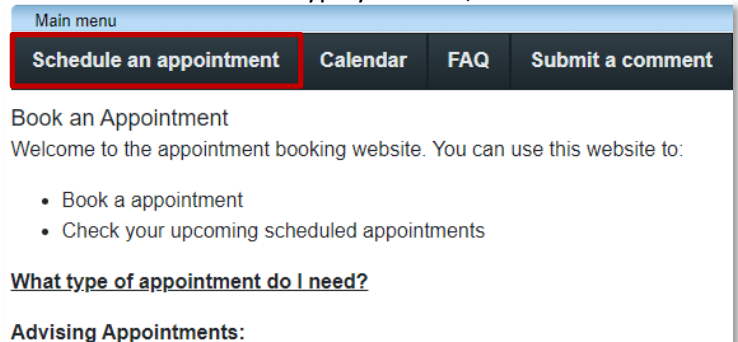 Main menu
Schedule an appointment Calendar FAQ Submit a comment
Book an Appointment
Welcome to the appointment booking website. You can use this website to:
• Book a appointment
• Check your upcoming scheduled appointments
What type of appointment do I need?
Advising Appointments: